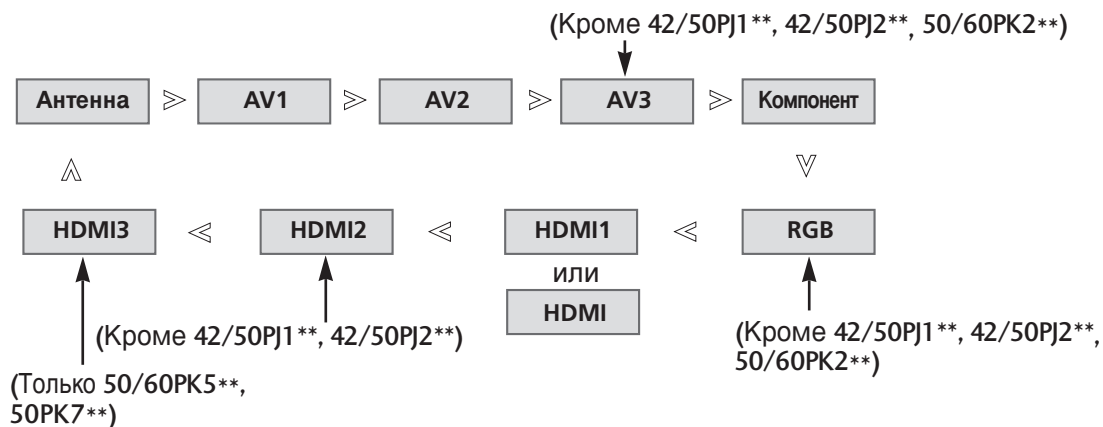 (Кроме 42/50PJ1**, 42/50PJ2**, 50/60PK2**)
Антенна
AV1
AV2
AV3
Компонент
HDMI3
HDMI2
HDMI1
RGB
или
HDMI
(Кроме 42/50PJ1**, 42/50PJ2**)
(Кроме 42/50PJ1**, 42/50PJ2**,
50/60PK2**)
(Только 50/60PK5**,
50PK7**)